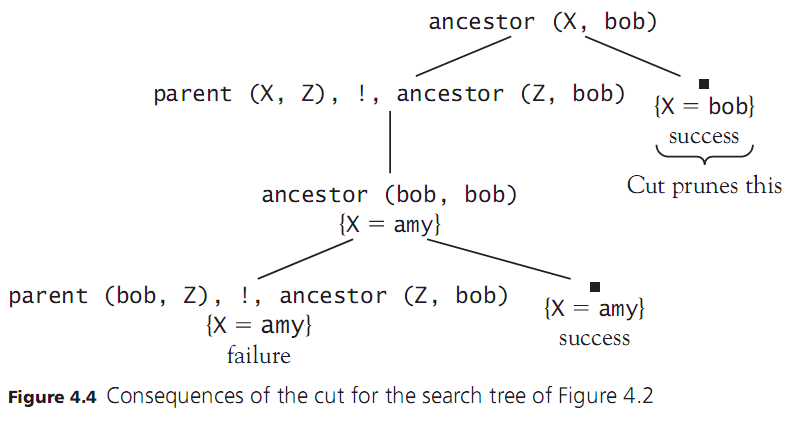 ancestor (X, bob)
parent (X, Z), !, ancestor (Z, bob)
{X = bob}
success
Cut prunes this
ancestor (bob, bob)
{X = amy}
parent (bob, Z), !, ancestor (Z, bob)
{X = amy}
failure
{X = amy}
success
Figure 4.4 Consequences of the cut for the search tree of Figure 4.2